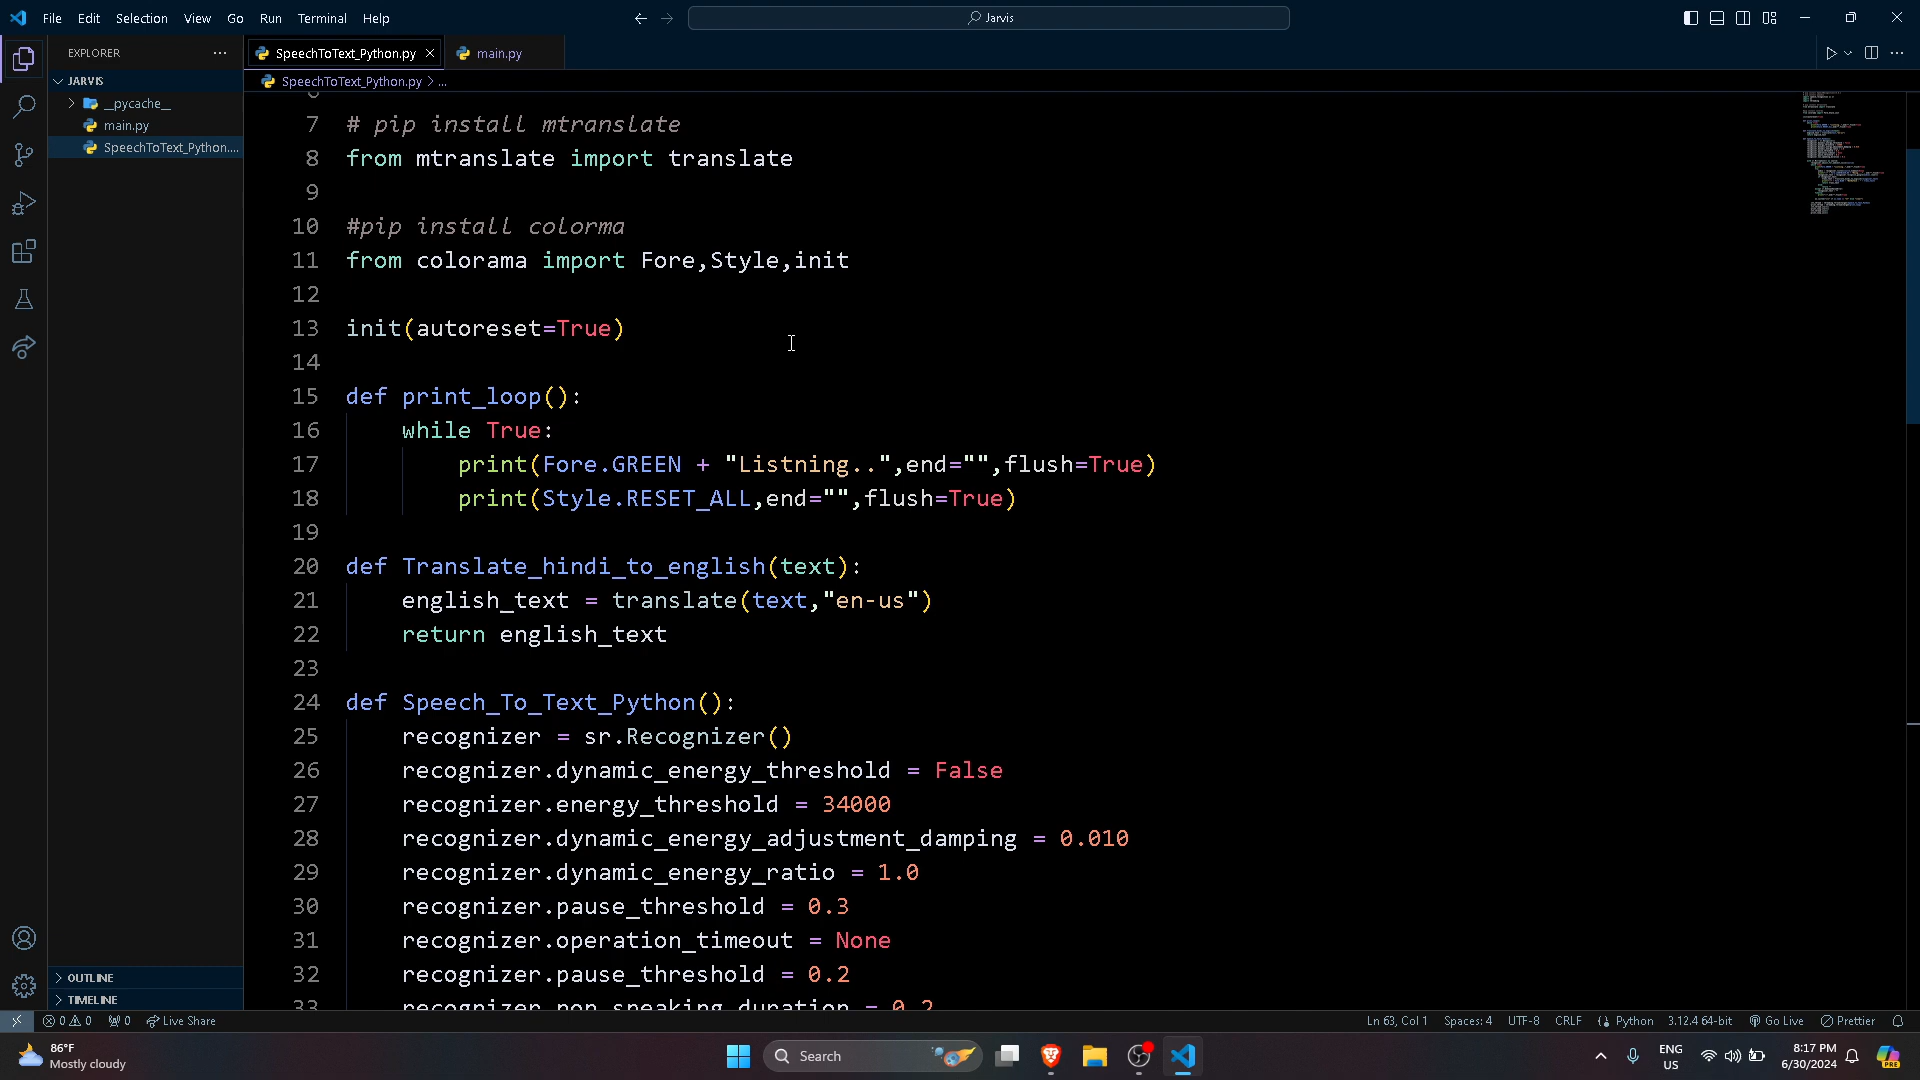 File Edit Selection View Go Run Terminal Help
Jarvis
EXPLORER
JARVIS
__pycache__
main.py
SpeechToText_Python....
SpeechToText_Python.py
main.py
SpeechToText_Python.py > ...
7 # pip install mtranslate
8 from mtranslate import translate
9
10 #pip install colorma
11 from colorama import Fore,Style,init
12
13 init(autoreset=True)
14
15 def print_loop():
16 while True:
17 print(Fore.GREEN + "Listning..",end="",flush=True)
18 print(Style.RESET_ALL,end="",flush=True)
19
20 def Translate_hindi_to_english(text):
21 english_text = translate(text,"en-us")
22 return english_text
23
24 def Speech_To_Text_Python():
25 recognizer = sr.Recognizer()
26 recognizer.dynamic_energy_threshold = False
27 recognizer.energy_threshold = 34000
28 recognizer.dynamic_energy_adjustment_damping = 0.010
29 recognizer.dynamic_energy_ratio = 1.0
30 recognizer.pause_threshold = 0.3
31 recognizer.operation_timeout = None
32 recognizer.pause_threshold = 0.2
33 recognizer.non_speaking_duration = 0.2
OUTLINE
TIMELINE
0 0 0 Live Share
Ln 63, Col 1 Spaces: 4 UTF-8 CRLF Python 3.12.4 64-bit Go Live Prettier
86°F
Mostly cloudy
Search
ENG
US
8:17 PM
6/30/2024
PRE